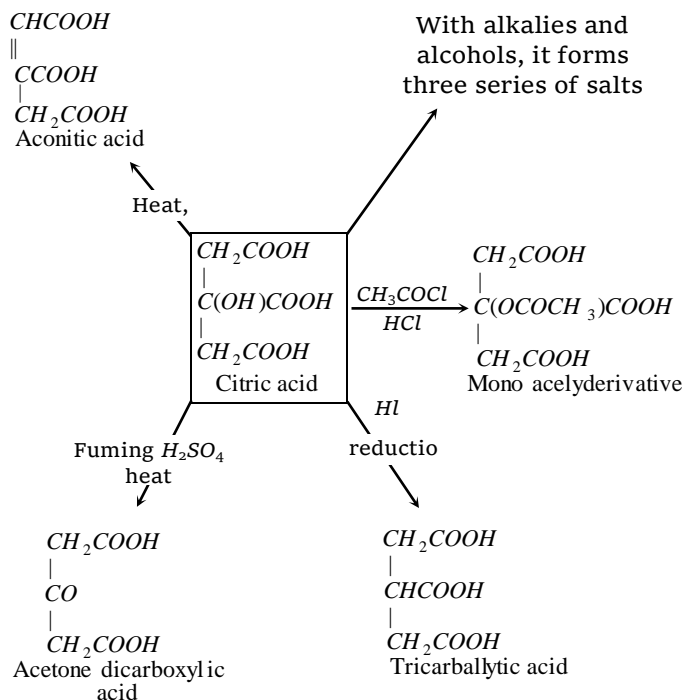 CHCOOH
||
CCOOH
|
CH₂COOH
Aconitic acid
With alkalies and
alcohols, it forms
three series of salts
Heat,
CH₂COOH
|
C(OH)COOH
|
CH₂COOH
Citric acid
CH₃COCl
HCl
CH₂COOH
|
C(OCOCH₃)COOH
|
CH₂COOH
Mono acelyderivative
Fuming H₂SO₄
heat
Hl
reductio
CH₂COOH
|
CO
|
CH₂COOH
Acetone dicarboxylic
acid
CH₂COOH
|
CHCOOH
|
CH₂COOH
Tricarballytic acid